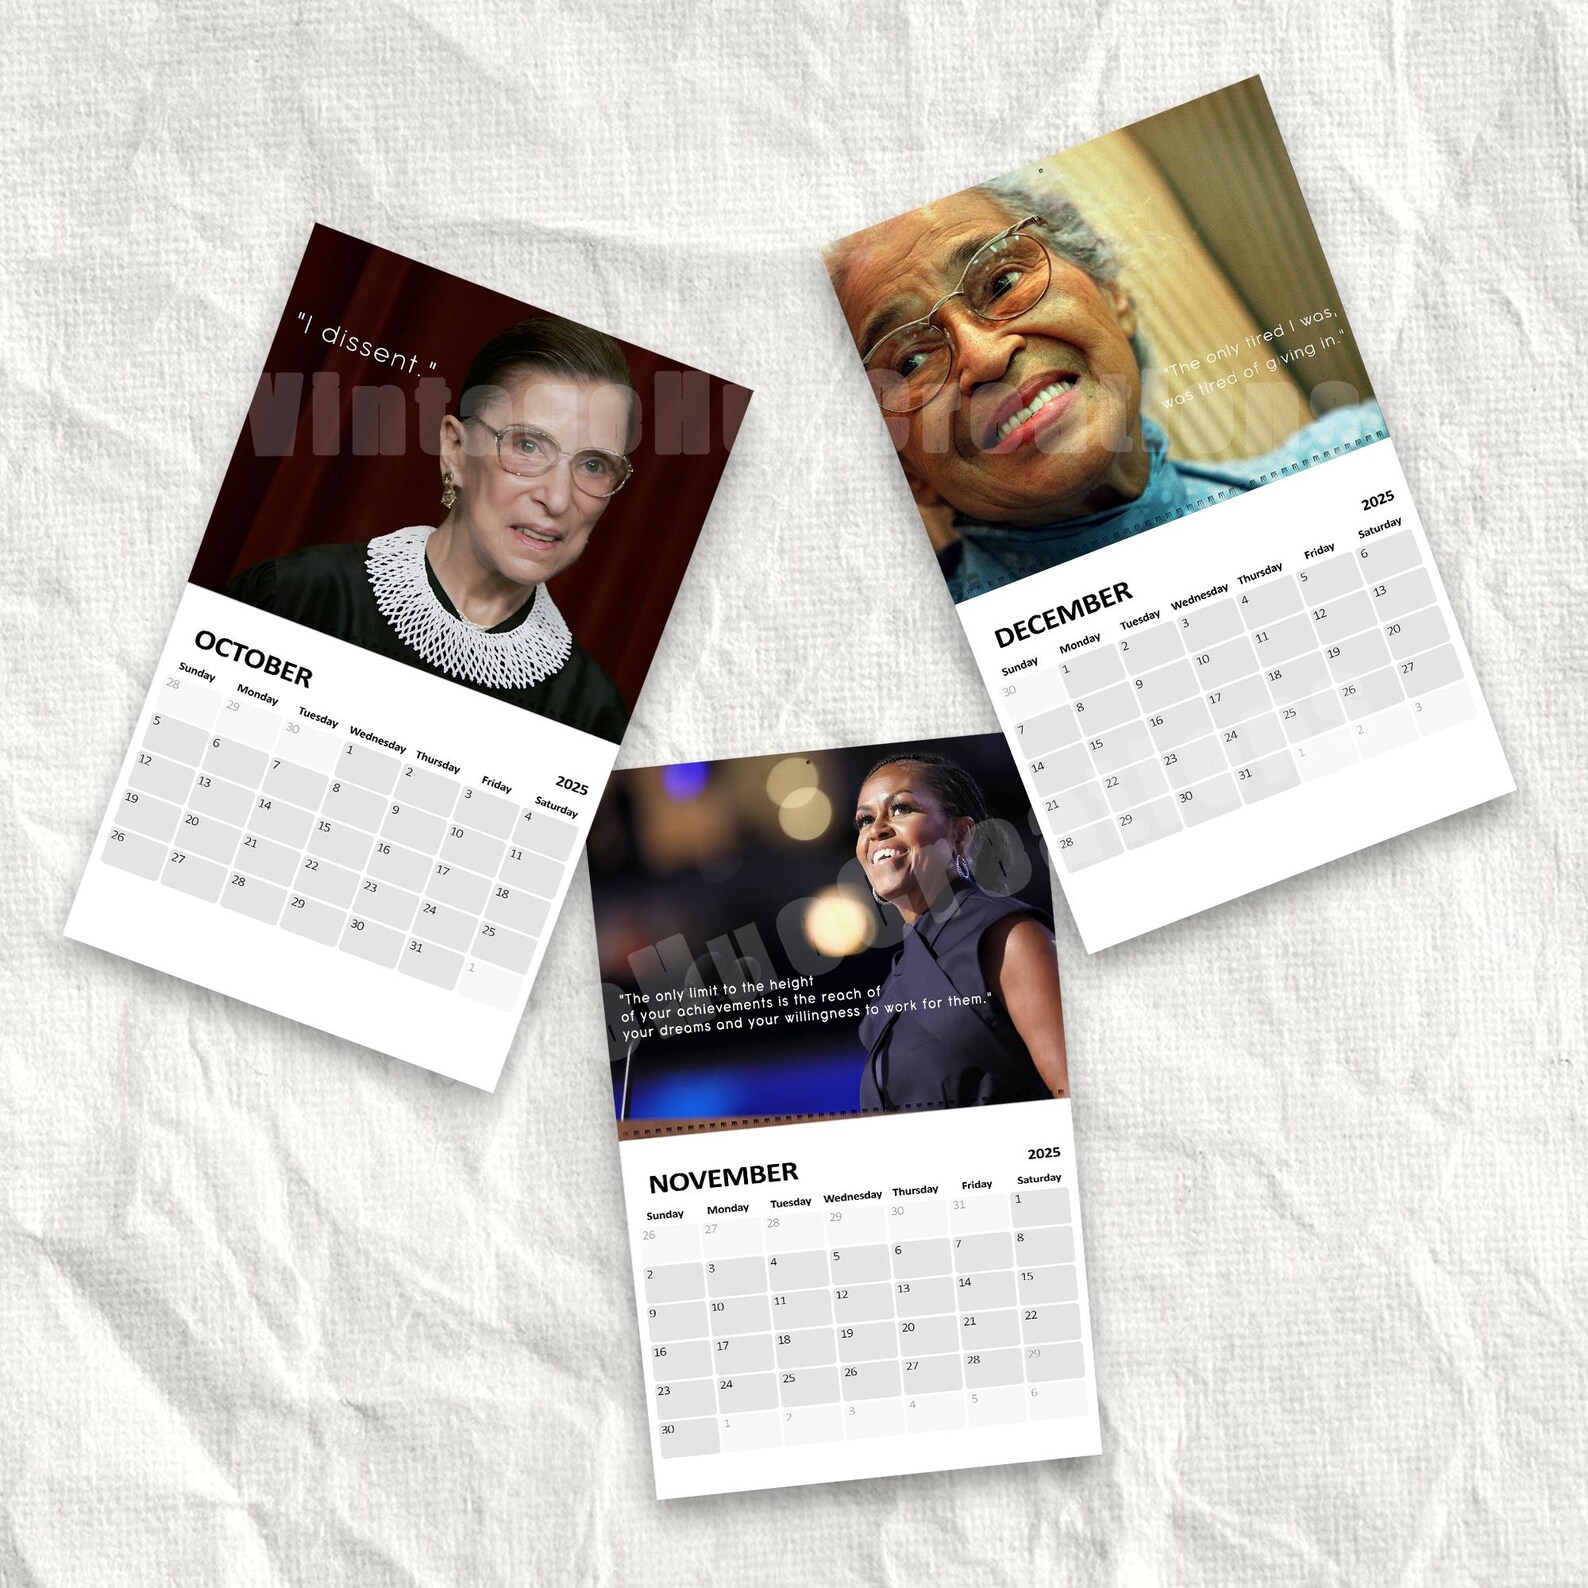 "I dissent."
OCTOBER
2025
Sunday Monday Tuesday Wednesday Thursday Friday Saturday
28 29 30 1 2 3 4
5 6 7 8 9 10 11
12 13 14 15 16 17 18
19 20 21 22 23 24 25
26 27 28 29 30 31 1
"The only tired I was,
was tired of giving in."
DECEMBER
2025
Sunday Monday Tuesday Wednesday Thursday Friday Saturday
30 1 2 3 4 5 6
7 8 9 10 11 12 13
14 15 16 17 18 19 20
21 22 23 24 25 26 27
28 29 30 31 1 2 3
"The only limit to the height
of your achievements is the reach of
your dreams and your willingness to work for them."
NOVEMBER
2025
Sunday Monday Tuesday Wednesday Thursday Friday Saturday
26 27 28 29 30 31 1
2 3 4 5 6 7 8
9 10 11 12 13 14 15
16 17 18 19 20 21 22
23 24 25 26 27 28 29
30 1 2 3 4 5 6